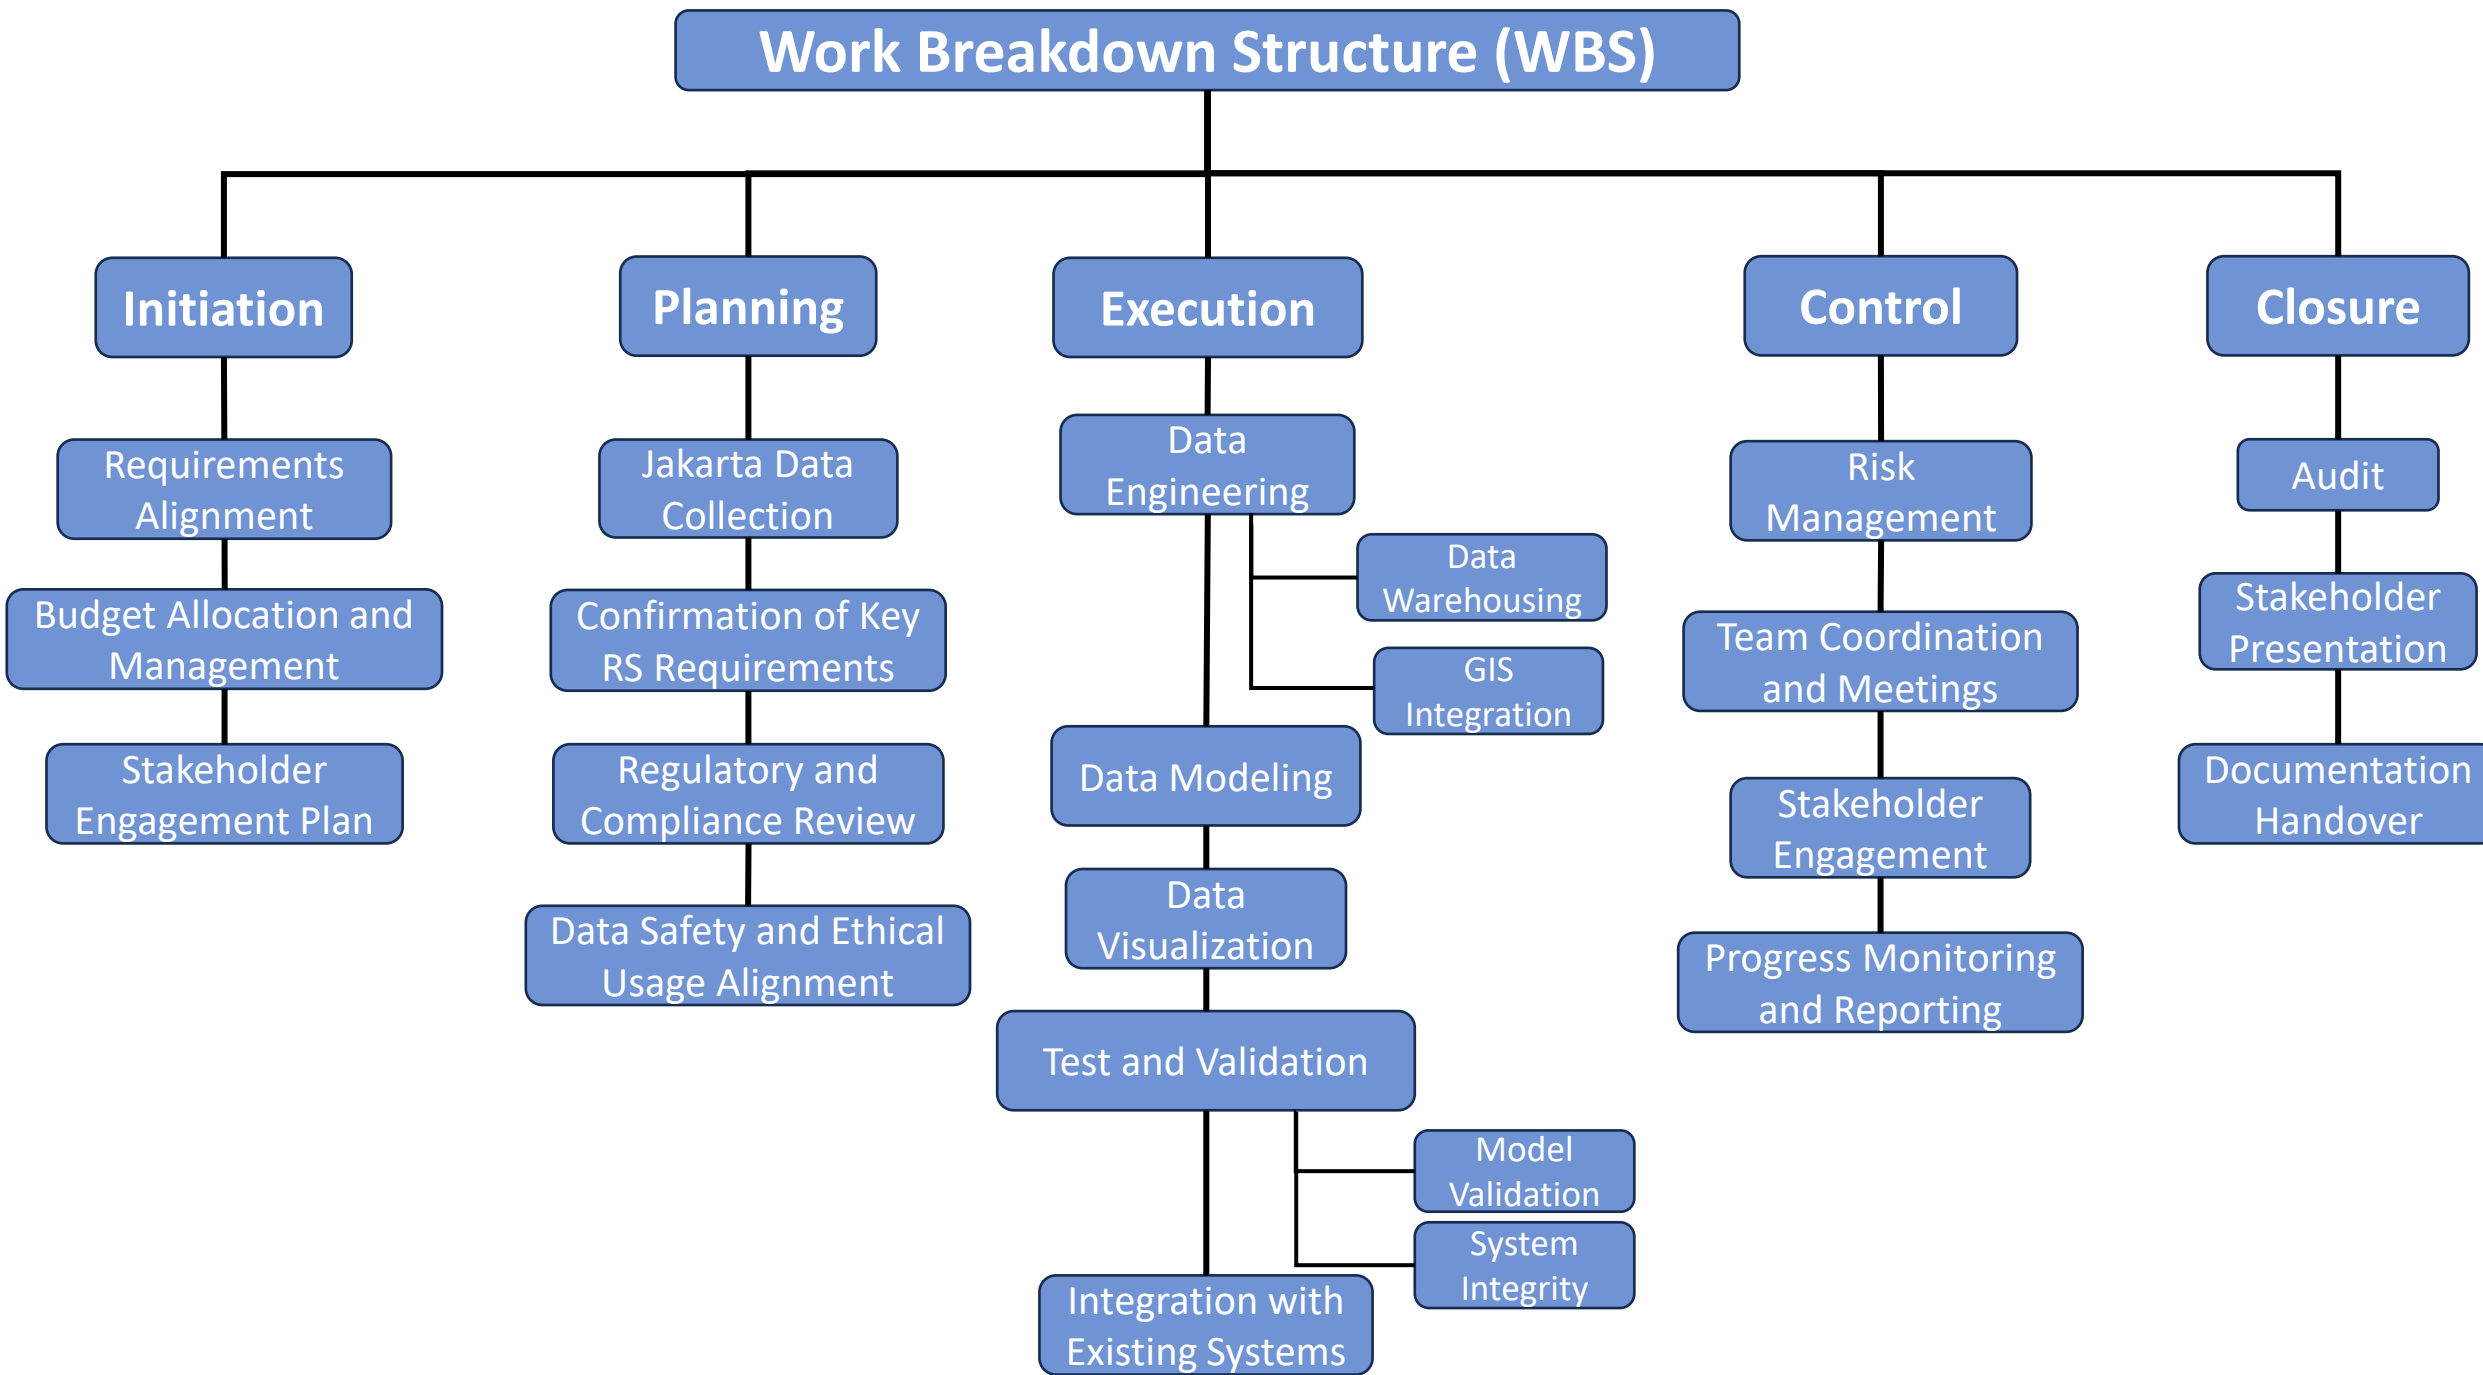 Work Breakdown Structure (WBS)
Initiation
Requirements
Alignment
Budget Allocation and
Management
Stakeholder
Engagement Plan
Planning
Jakarta Data
Collection
Confirmation of Key
RS Requirements
Regulatory and
Compliance Review
Data Safety and Ethical
Usage Alignment
Execution
Data
Engineering
Data
Warehousing
GIS
Integration
Data Modeling
Data
Visualization
Test and Validation
Model
Validation
System
Integrity
Integration with
Existing Systems
Control
Risk
Management
Team Coordination
and Meetings
Stakeholder
Engagement
Progress Monitoring
and Reporting
Closure
Audit
Stakeholder
Presentation
Documentation
Handover